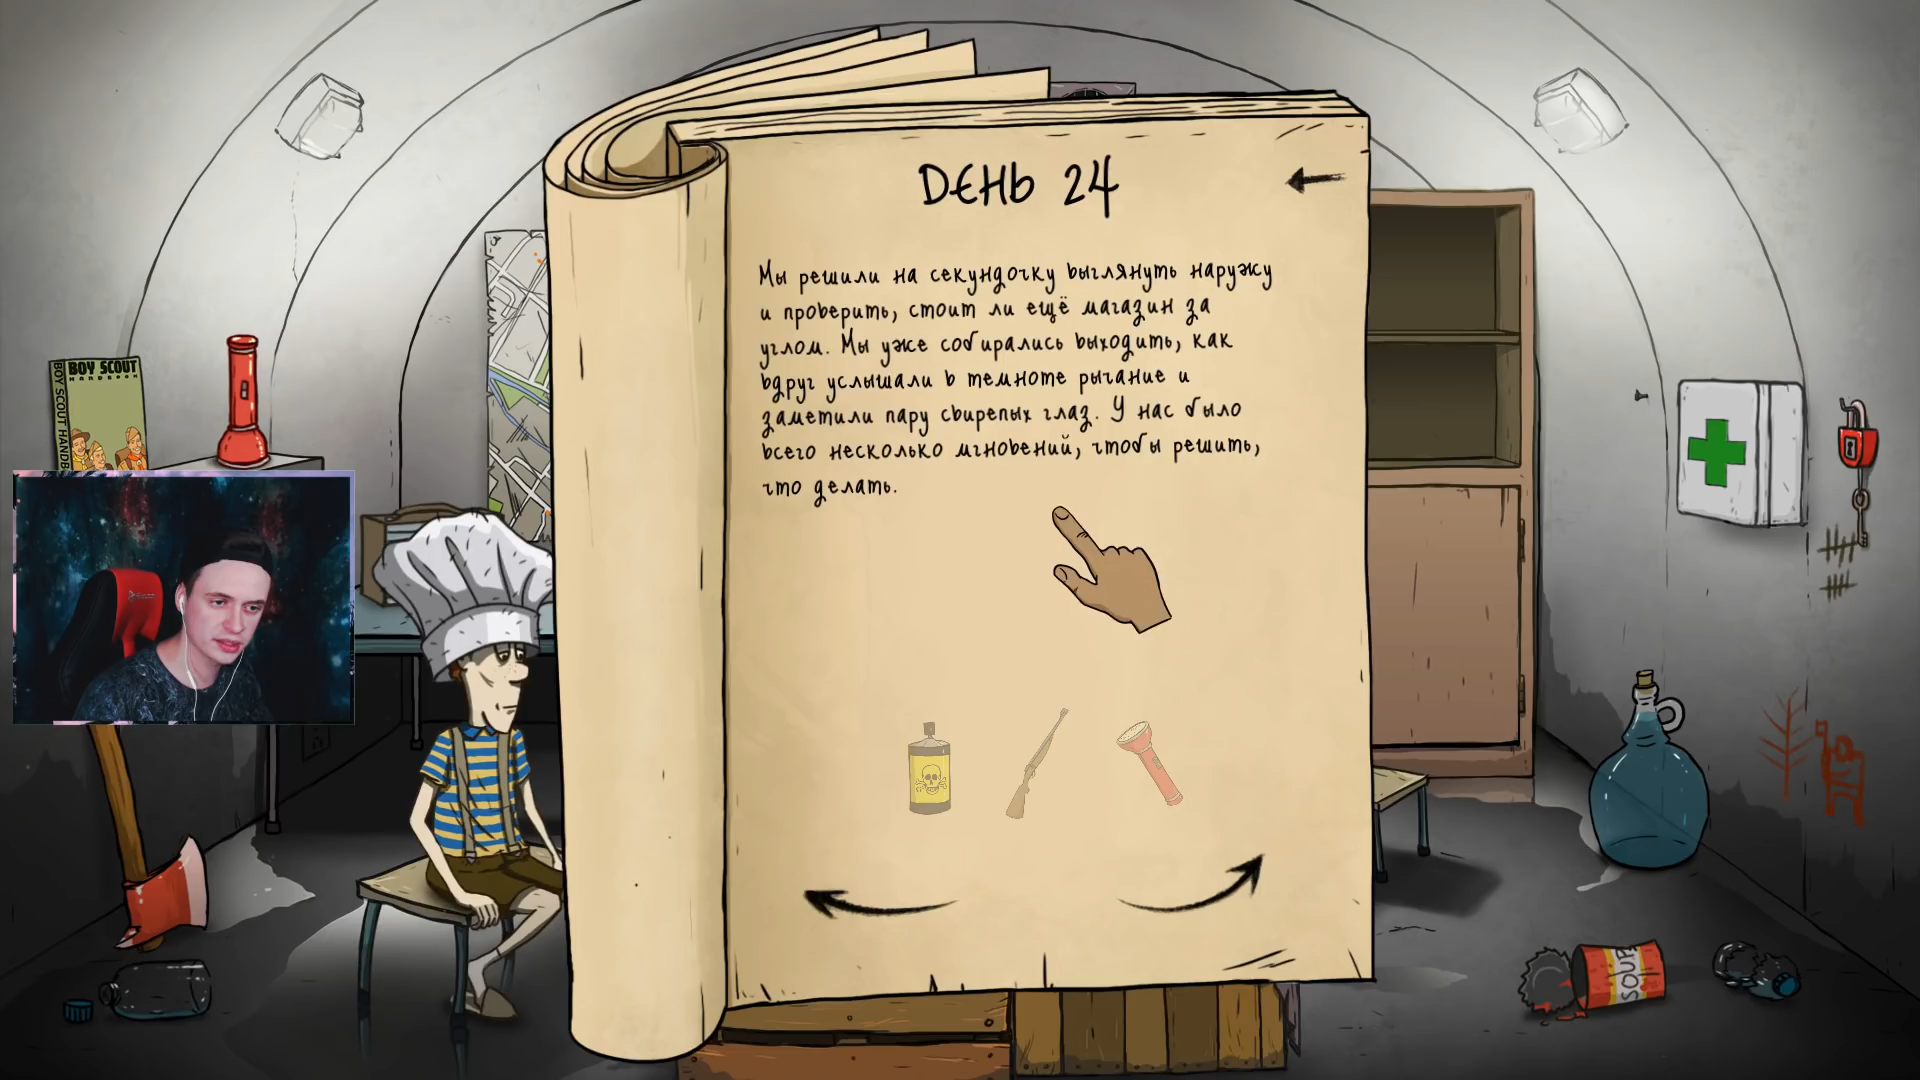 ДЕНЬ 24
Мы решили на секундочку выглянуть наружу
и проверить, стоит ли ещё магазин за
углом. Мы уже собирались выходить, как
вдруг услышали в темноте рычание и
заметили пару свирепых глаз. У нас было
всего несколько мгновений, чтобы решить,
что делать.
BOY SCOUT
HANDBOOK
BOY SCOUT HANDB
SOUP